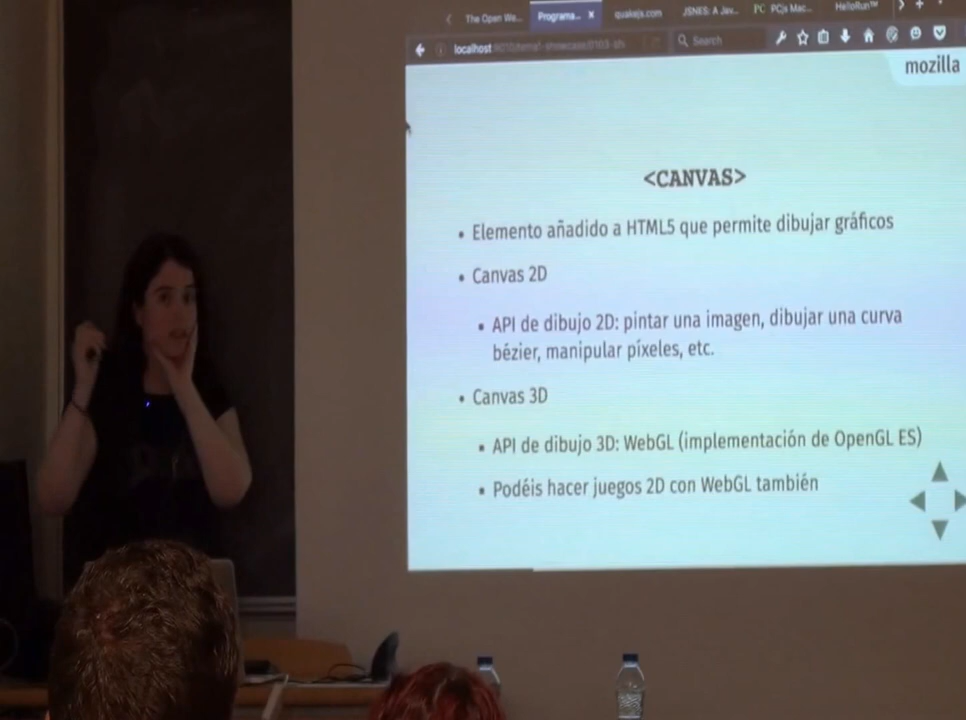 The Open We...
Programa...
quakejs.com
JSNES: A Jav...
PC PCjs Mac...
HelloRun™
localhost
Search
mozilla
<CANVAS>
• Elemento añadido a HTML5 que permite dibujar gráficos
• Canvas 2D
• API de dibujo 2D: pintar una imagen, dibujar una curva
bézier, manipular píxeles, etc.
• Canvas 3D
• API de dibujo 3D: WebGL (implementación de OpenGL ES)
• Podéis hacer juegos 2D con WebGL también